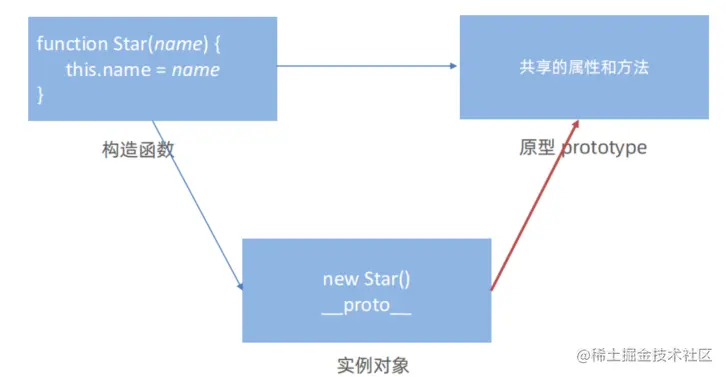 function Star(name) {
this.name = name
}
共享的属性和方法
构造函数
原型 prototype
new Star()
__proto__
实例对象
@稀土掘金技术社区